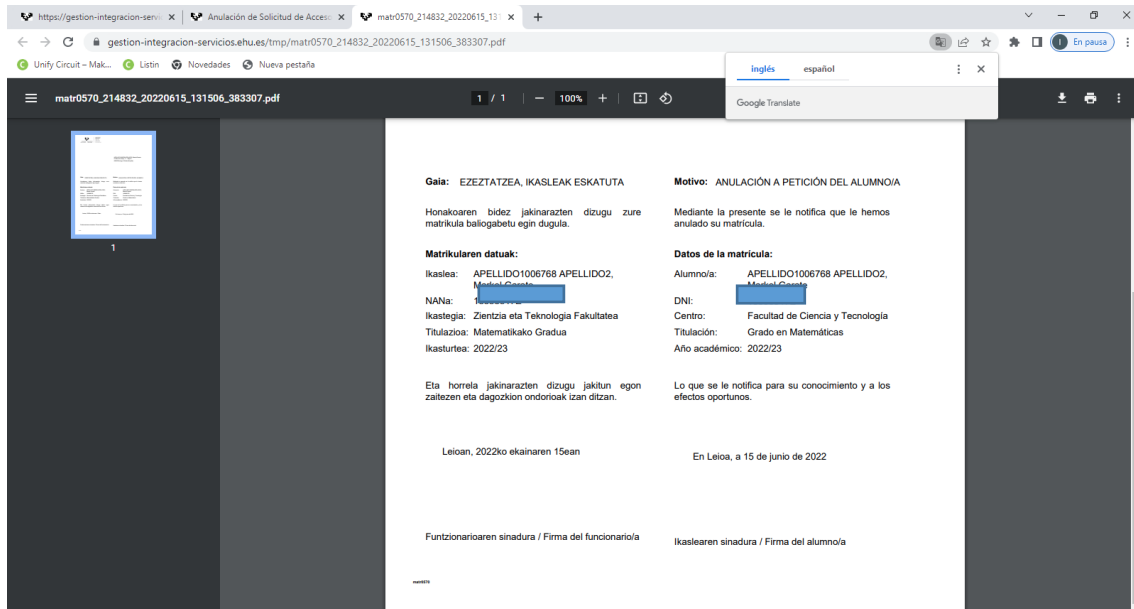 https://gestion-integracion-servi
Anulación de Solicitud de Acceso
matr0570_214832_20220615_131
gestion-integracion-servicios.ehu.es/tmp/matr0570_214832_20220615_131506_383307.pdf
En pausa
Unify Circuit – Mak...
Listin
Novedades
Nueva pestaña
inglés
español
Google Translate
matr0570_214832_20220615_131506_383307.pdf
1 / 1
100%
1
Gaia: EZEZTATZEA, IKASLEAK ESKATUTA
Honakoaren bidez jakinarazten dizugu zure
matrikula baliogabetu egin dugula.
Matrikularen datuak:
Ikaslea: APELLIDO1006768 APELLIDO2,
NANa:
Ikastegia: Zientzia eta Teknologia Fakultatea
Titulazioa: Matematikako Gradua
Ikasturtea: 2022/23
Eta horrela jakinarazten dizugu jakitun egon
zaitezen eta dagozkion ondorioak izan ditzan.
Leioan, 2022ko ekainaren 15ean
Funtzionarioaren sinadura / Firma del funcionario/a
matr0570
Motivo: ANULACIÓN A PETICIÓN DEL ALUMNO/A
Mediante la presente se le notifica que le hemos
anulado su matrícula.
Datos de la matrícula:
Alumno/a: APELLIDO1006768 APELLIDO2,
DNI:
Centro: Facultad de Ciencia y Tecnología
Titulación: Grado en Matemáticas
Año académico: 2022/23
Lo que se le notifica para su conocimiento y a los
efectos oportunos.
En Leioa, a 15 de junio de 2022
Ikaslearen sinadura / Firma del alumno/a